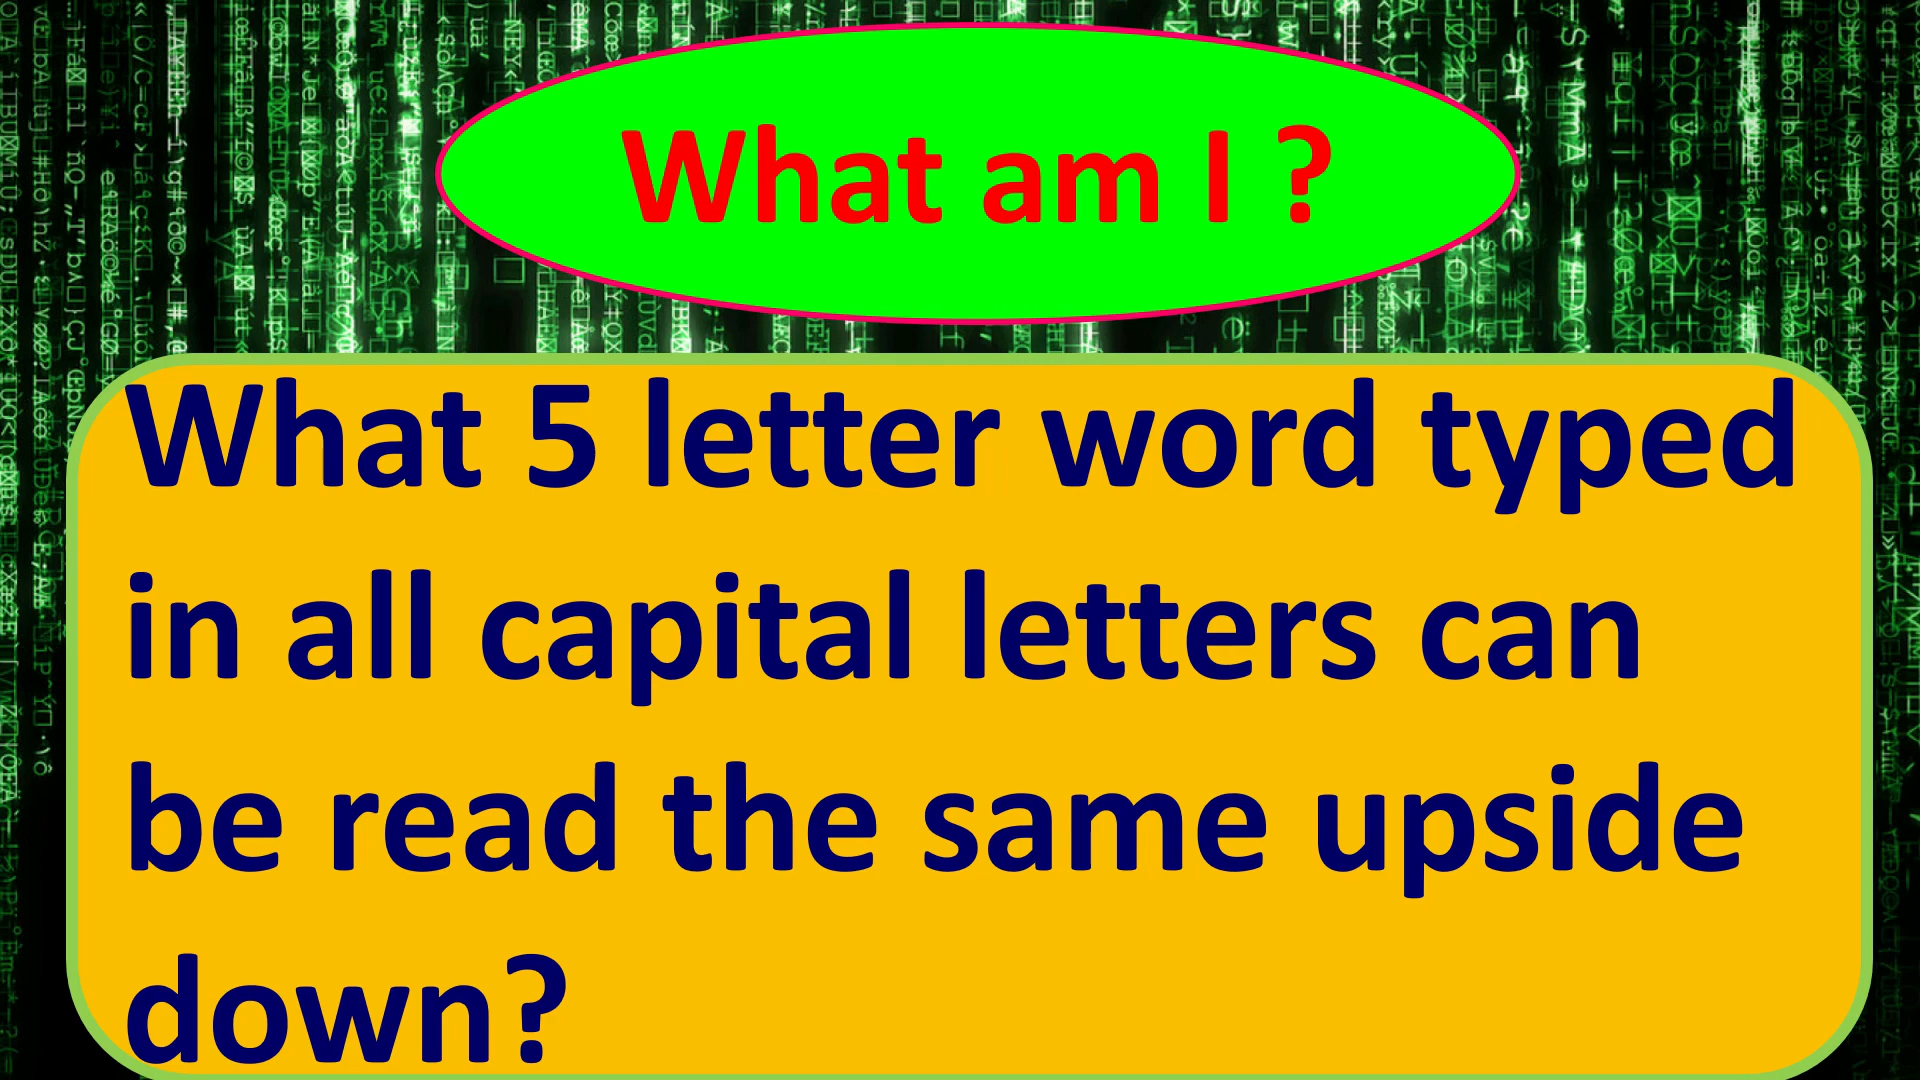 What am I ?
What 5 letter word typed
in all capital letters can
be read the same upside
down?